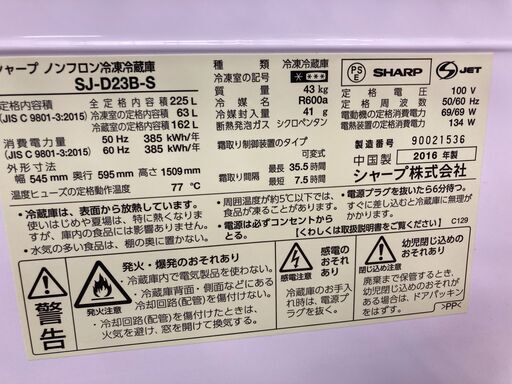 シャープ ノンフロン冷凍冷蔵庫
SJ-D23B-S
定格内容積
(JIS C 9801-3:2015)
全定格内容積 225 L
冷凍室定格内容積 63 L
冷蔵室定格内容積 162 L
消費電力量
(JIS C 9801-3:2015)
50 Hz 385 kWh/年
60 Hz 385 kWh/年
外形寸法
幅 545 mm 奥行 595 mm 高さ 1509 mm
温度ヒューズの定格動作温度 77 ℃
種類 冷凍冷蔵庫
冷凍室の記号
質量 43 kg
冷媒 R600a
冷媒封入量 41 g
断熱発泡ガス シクロペンタン
霜取り制御装置のタイプ
可変式
霜取り間隔 最長 35.5時間
最短 7.5時間
PS
E
SHARP
JET
定格電圧 100 V
定格周波数 50/60 Hz
電動機の定格消費電力 69/69 W
電熱装置の定格消費電力 134 W
製造番号 90021536
中国製 2016 年製
シャープ株式会社
・冷蔵庫は、表面から放熱しています。
使いはじめや夏場は、特に熱く感じることがありますが、庫内の食品には影響ありません。
・水気の多い食品は、棚の奥に置かない。
・周囲温度が約5℃以下では、食品が凍ることがあります。
・電源は必ずコンセントからとる。
・電源プラグを抜いたら6分待つ。
すぐに差し込むと冷蔵庫の故障の原因になります。
【くわしくは取扱説明書をご覧ください】 C129
警告
発火注意
発火・爆発のおそれあり
・冷蔵庫内で電気製品を使わない。
・冷蔵庫背面・側面などにある冷却回路(配管)を傷付けない。
・冷却回路(配管)を傷付けたときは、火気を避け、窓を開けて換気する。
感電注意
感電のおそれあり
冷蔵庫のお手入れ時は、電源プラグを抜く。
閉じ込め注意
幼児閉じ込めのおそれあり
廃棄まで保管するとき、幼児閉じ込めのおそれがある場合は、ドアパッキンをはずす。
>PP<